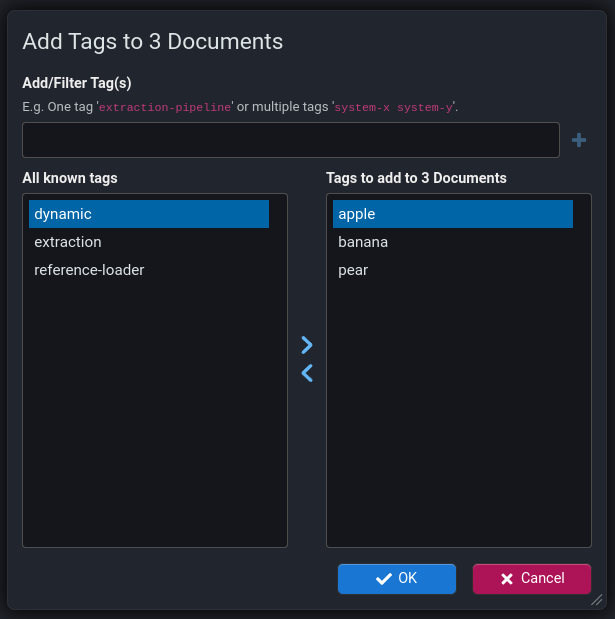 Add Tags to 3 Documents
Add/Filter Tag(s)
E.g. One tag 'extraction-pipeline' or multiple tags 'system-x system-y'.
All known tags
Tags to add to 3 Documents
dynamic
extraction
reference-loader
apple
banana
pear
OK
Cancel